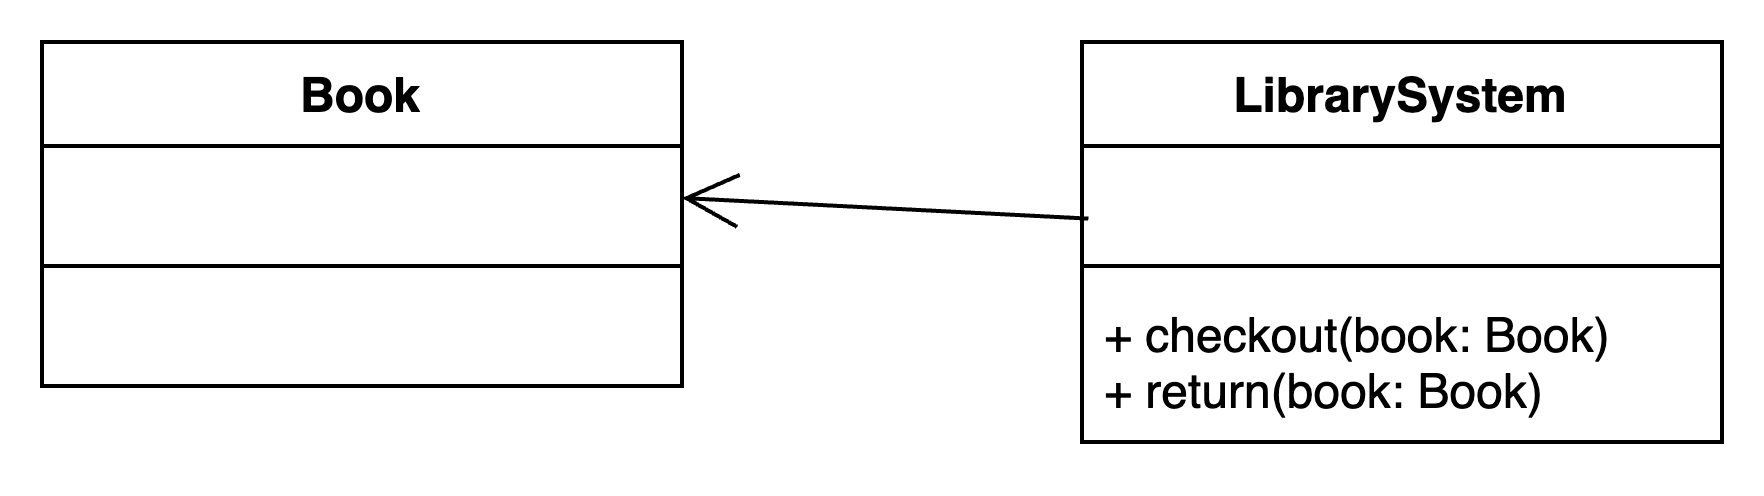 Book
LibrarySystem
+ checkout(book: Book)
+ return(book: Book)